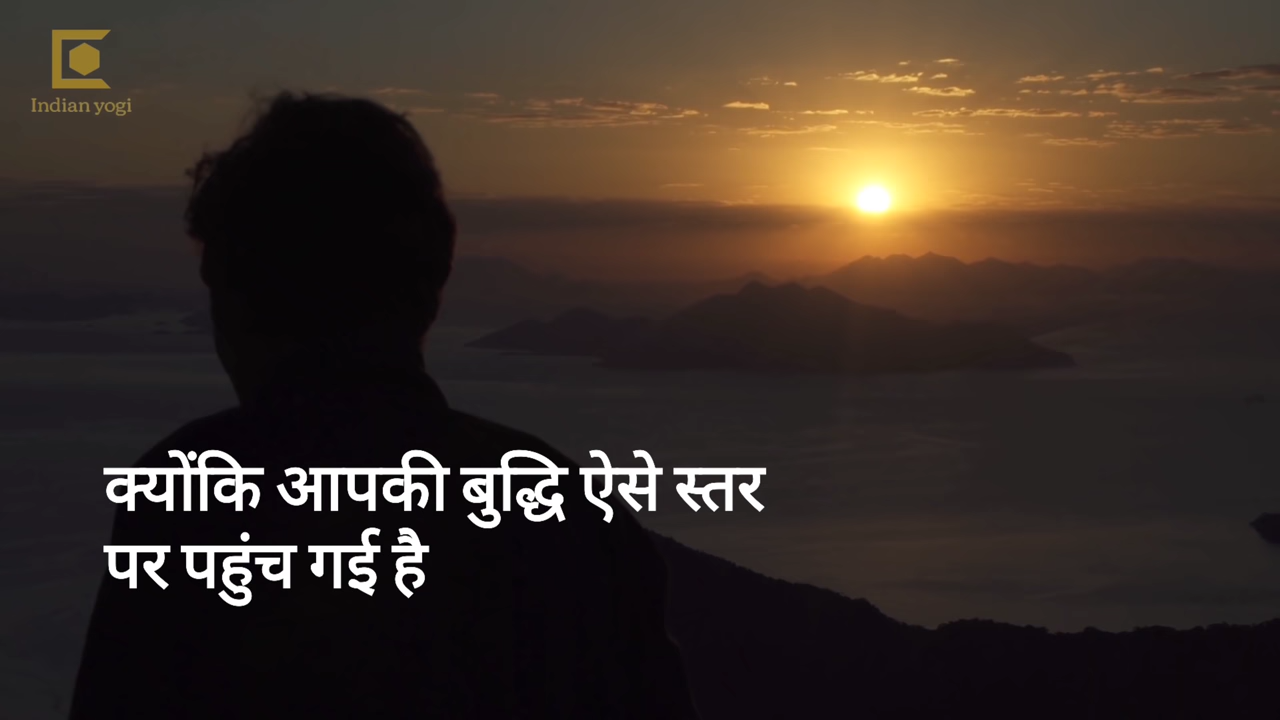 Indian yogi
क्योंकि आपकी बुद्धि ऐसे स्तर
पर पहुंच गई है